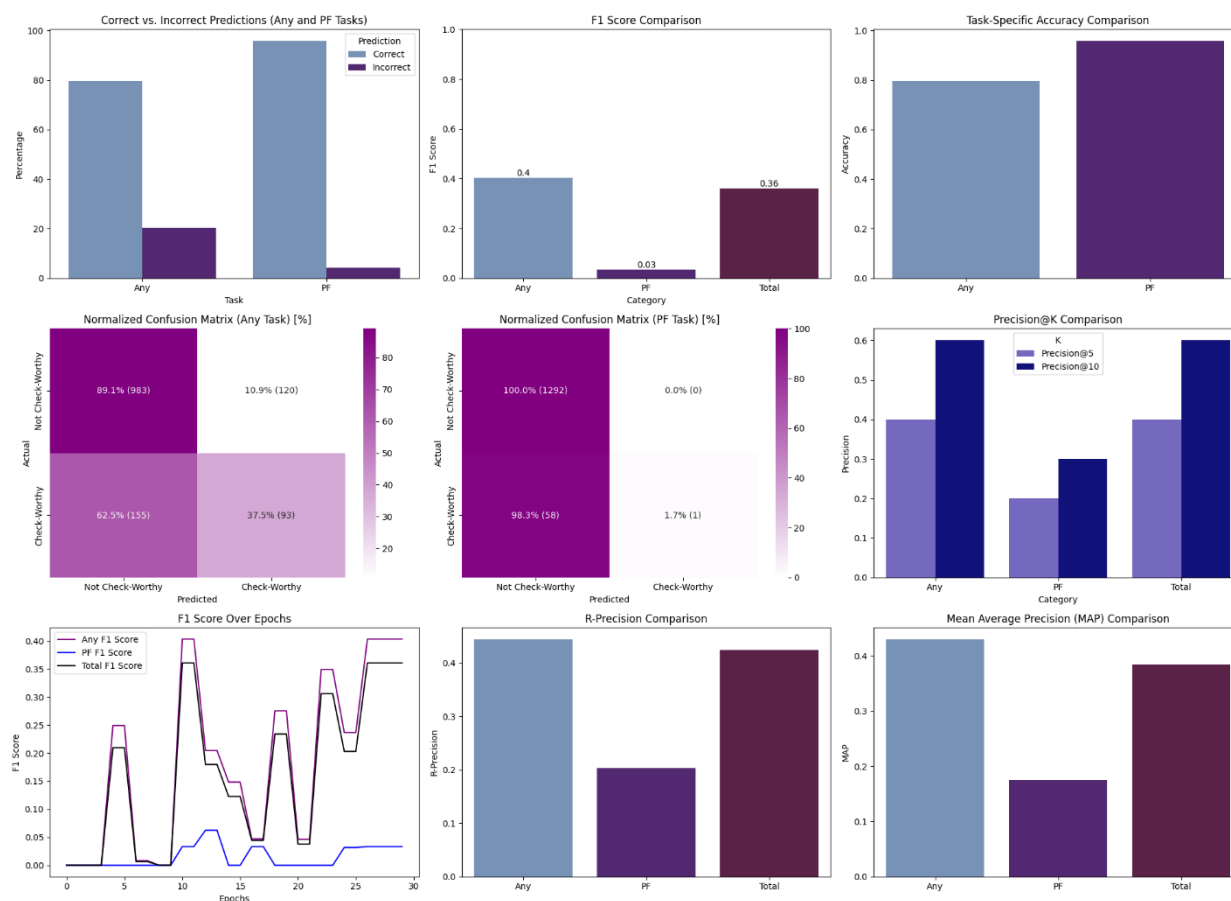 Correct vs. Incorrect Predictions (Any and PF Tasks)
Percentage
100
80
60
40
20
0
Prediction
Correct
Incorrect
Any
PF
Task
F1 Score Comparison
F1 Score
1.0
0.8
0.6
0.4
0.2
0.0
0.4
0.03
0.36
Any
PF
Total
Category
Task-Specific Accuracy Comparison
Accuracy
1.0
0.8
0.6
0.4
0.2
0.0
Any
PF
Normalized Confusion Matrix (Any Task) [%]
Actual
Not Check-Worthy
Check-Worthy
89.1% (983)
10.9% (120)
62.5% (155)
37.5% (93)
Not Check-Worthy
Check-Worthy
Predicted
80
70
60
50
40
30
20
Normalized Confusion Matrix (PF Task) [%]
Actual
Not Check-Worthy
Check-Worthy
100.0% (1292)
0.0% (0)
98.3% (58)
1.7% (1)
Not Check-Worthy
Check-Worthy
Predicted
100
80
60
40
20
0
Precision@K Comparison
Precision
0.6
0.5
0.4
0.3
0.2
0.1
0.0
K
Precision@5
Precision@10
Any
PF
Total
Category
F1 Score Over Epochs
F1 Score
0.40
0.35
0.30
0.25
0.20
0.15
0.10
0.05
0.00
Any F1 Score
PF F1 Score
Total F1 Score
0
5
10
15
20
25
30
Epochs
R-Precision Comparison
R-Precision
0.4
0.3
0.2
0.1
0.0
Any
PF
Total
Mean Average Precision (MAP) Comparison
MAP
0.4
0.3
0.2
0.1
0.0
Any
PF
Total